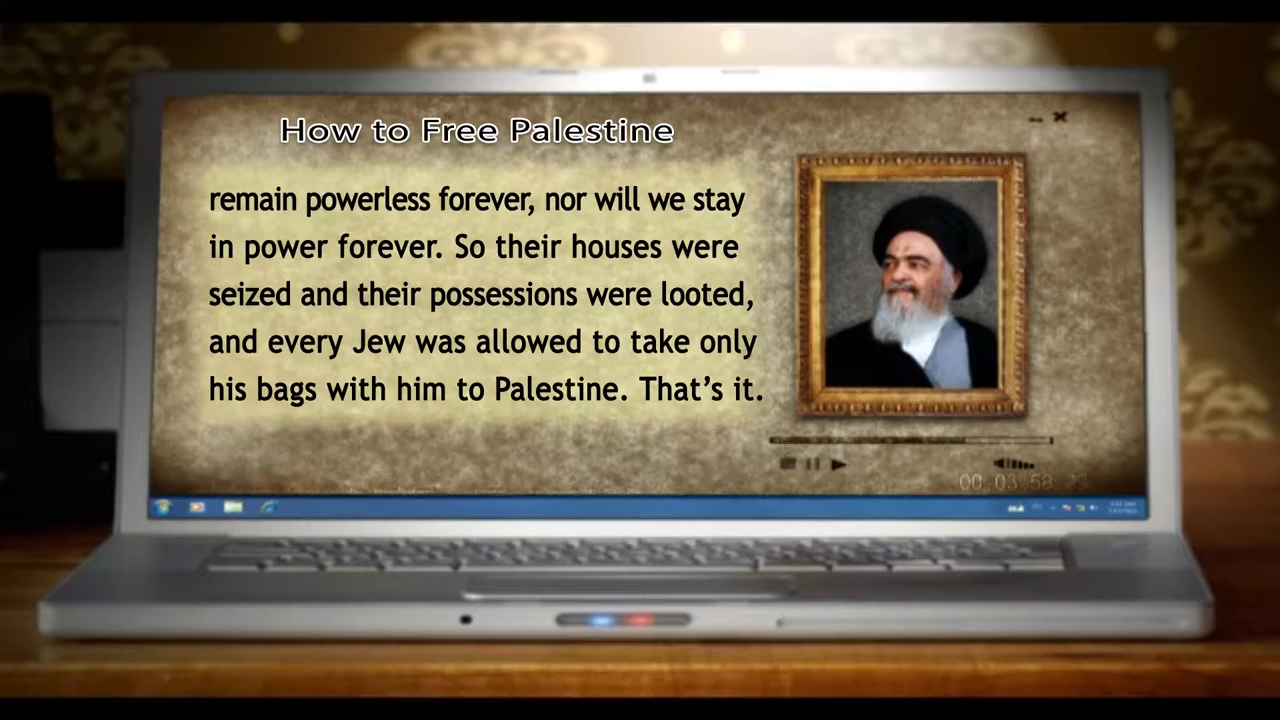 How to Free Palestine
remain powerless forever, nor will we stay
in power forever. So their houses were
seized and their possessions were looted,
and every Jew was allowed to take only
his bags with him to Palestine. That's it.